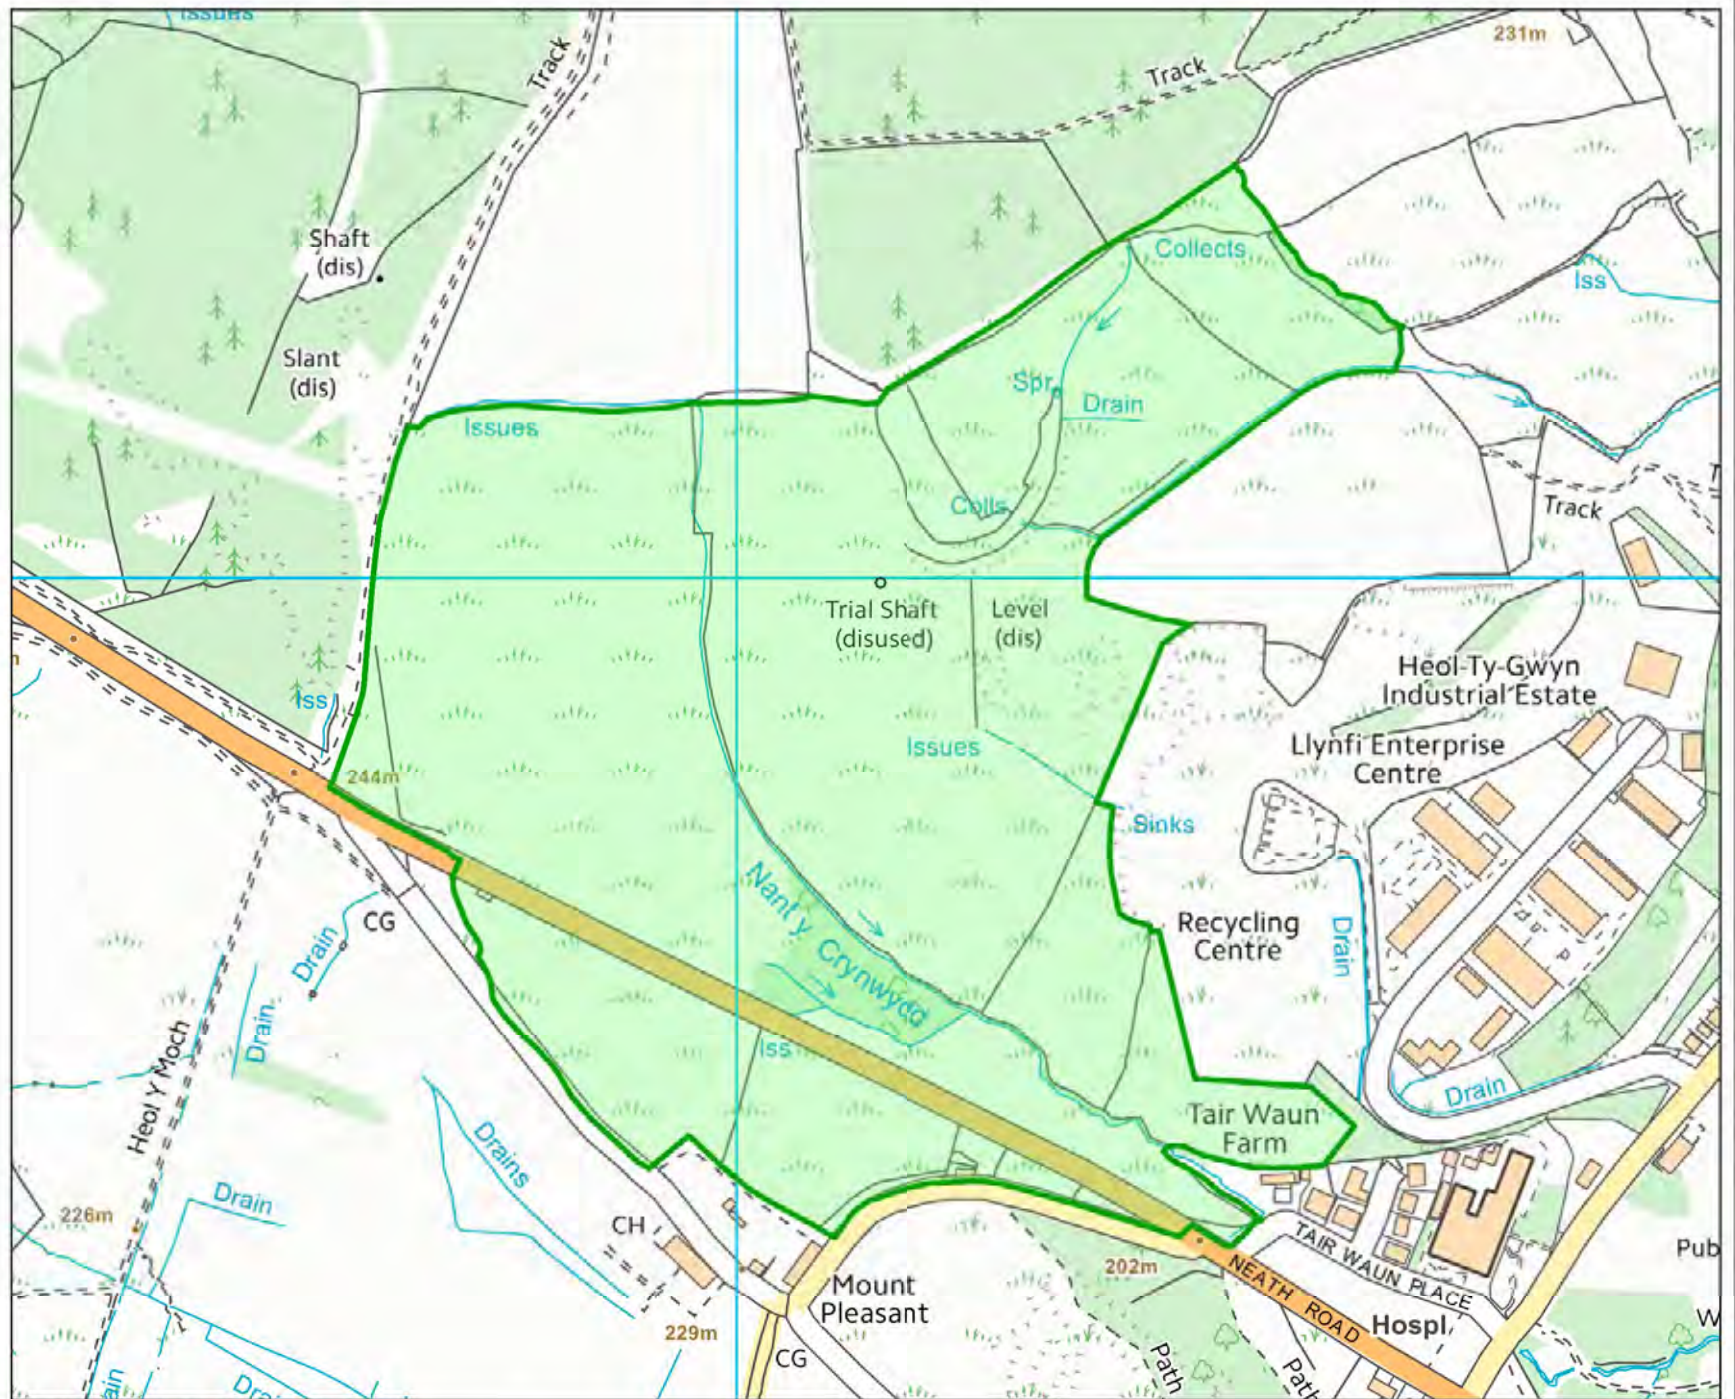 Issues
Track
231m
Track
Shaft
(dis)
Collects
Iss
Slant
(dis)
Spr
Drain
Issues
Colls
Track
Trial Shaft
(disused)
Level
(dis)
Heol-Ty-Gwyn
Industrial Estate
Iss
Issues
Llynfi Enterprise
Centre
244m
Sinks
Nant y Crynwydd
CG
Drain
Recycling
Centre
Drain
P
Drain
Iss
Heol Y Moch
Drain
Tair Waun
Farm
Drains
Drain
226m
CH
TAIR WAUN PLACE
Pub
202m
NEATH ROAD
Mount
Pleasant
Hospl
229m
CG
Path
Path
W